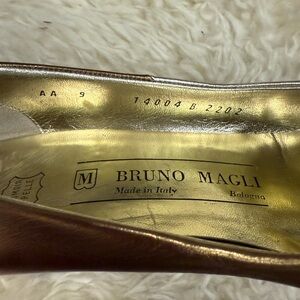 AA 9 14004 B 2202
M BRUNO MAGLI
Made in Italy Bologna